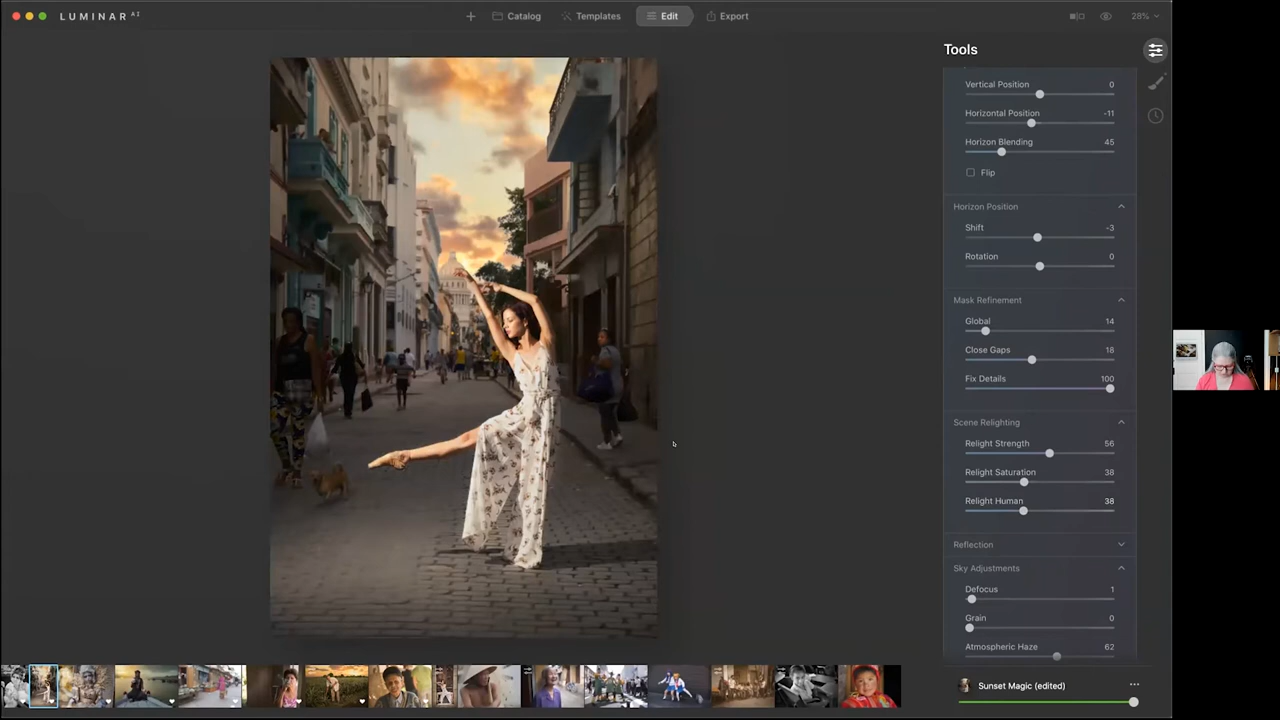 LUMINAR AI
Catalog
Templates
Edit
Export
28%
Tools
Vertical Position 0
Horizontal Position -11
Horizon Blending 45
Flip
Horizon Position
Shift -3
Rotation 0
Mask Refinement
Global 14
Close Gaps 18
Fix Details 100
Scene Relighting
Relight Strength 56
Relight Saturation 38
Relight Human 38
Reflection
Sky Adjustments
Defocus 1
Grain 0
Atmospheric Haze 62
Sunset Magic (edited)